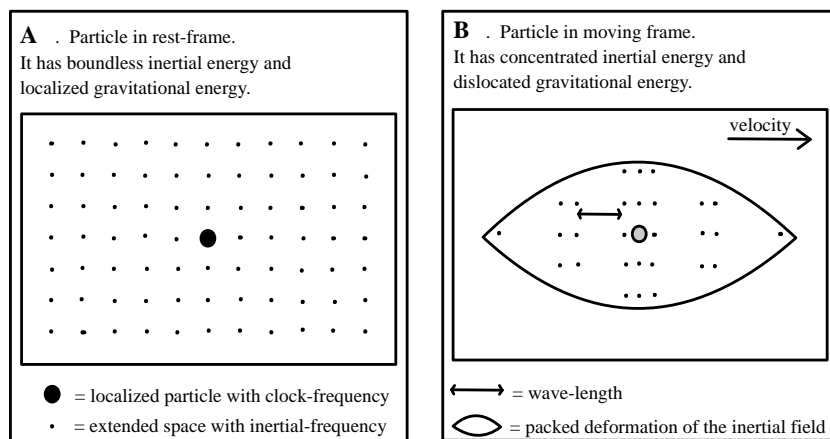 A . Particle in rest-frame.
It has boundless inertial energy and
localized gravitational energy.
= localized particle with clock-frequency
= extended space with inertial-frequency
B . Particle in moving frame.
It has concentrated inertial energy and
dislocated gravitational energy.
velocity
= wave-length
= packed deformation of the inertial field